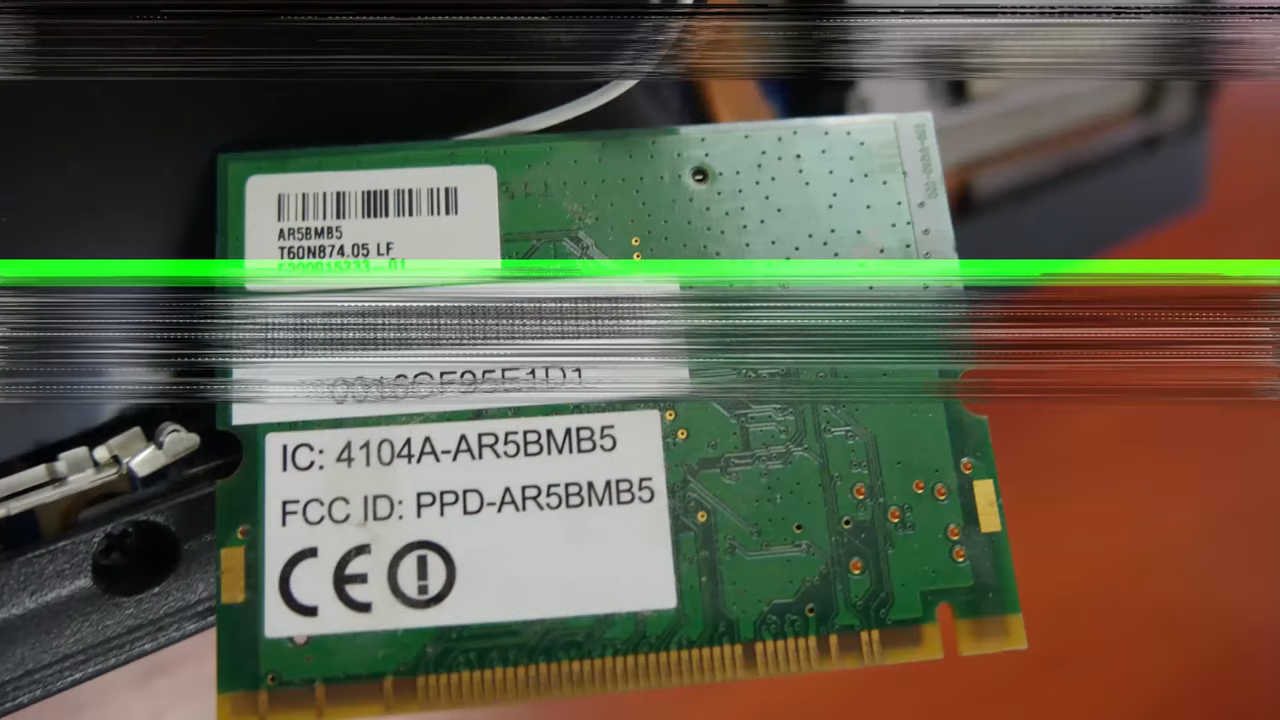 AR5BMB5
T60N874.05 LF
IC: 4104A-AR5BMB5
FCC ID: PPD-AR5BMB5
CE